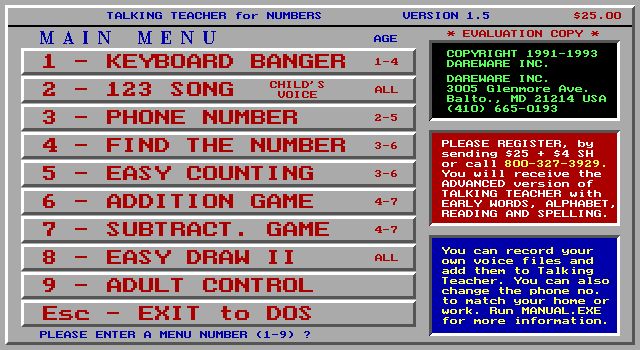 TALKING TEACHER for NUMBERS VERSION 1.5 $25.00
MAIN MENU AGE
1 - KEYBOARD BANGER 1-4
2 - 123 SONG CHILD'S VOICE ALL
3 - PHONE NUMBER 2-5
4 - FIND THE NUMBER 3-6
5 - EASY COUNTING 3-6
6 - ADDITION GAME 4-7
7 - SUBTRACT. GAME 4-7
8 - EASY DRAW II ALL
9 - ADULT CONTROL
Esc - EXIT to DOS
PLEASE ENTER A MENU NUMBER (1-9) ?
* EVALUATION COPY *
COPYRIGHT 1991-1993
DAREWARE INC.
DAREWARE INC.
3005 Glenmore Ave.
Balto., MD 21214 USA
(410) 665-0193
PLEASE REGISTER, by
sending $25 + $4 SH
or call 800-327-3929.
You will receive the
ADVANCED version of
TALKING TEACHER with
EARLY WORDS, ALPHABET,
READING AND SPELLING.
You can record your
own voice files and
add them to Talking
Teacher. You can also
change the phone no.
to match your home or
work. Run MANUAL.EXE
for more information.